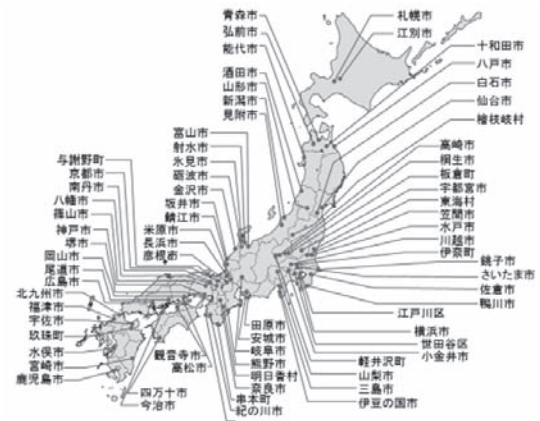 青森市
弘前市
能代市
酒田市
山形市
新潟市
見附市
札幌市
江別市
十和田市
八戸市
白石市
仙台市
檜枝岐村
富山市
射水市
氷見市
砺波市
金沢市
坂井市
鯖江市
米原市
長浜市
彦根市
与謝野町
京都市
南丹市
八幡市
篠山市
神戸市
堺市
岡山市
尾道市
広島市
北九州市
福津市
宇佐市
玖珠町
水俣市
宮崎市
鹿児島市
高崎市
桐生市
板倉町
宇都宮市
東海村
笠間市
水戸市
川越市
伊奈町
銚子市
さいたま市
佐倉市
鴨川市
江戸川区
横浜市
世田谷区
小金井市
軽井沢町
山梨市
三島市
伊豆の国市
田原市
安城市
岐阜市
熊野市
明日香村
奈良市
串本町
紀の川市
観音寺市
高松市
四万十市
今治市